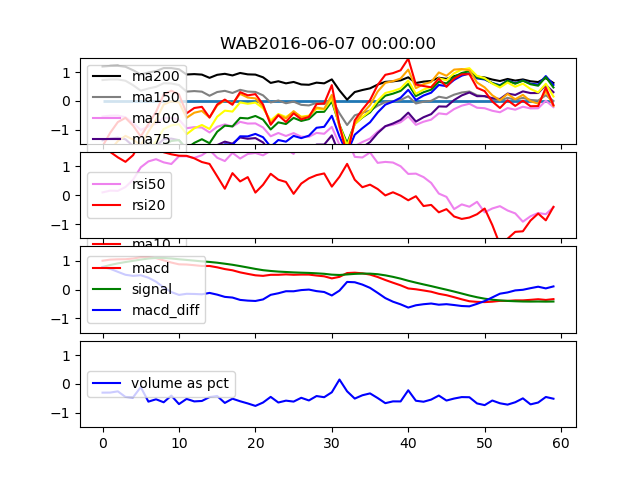 WAB2016-06-07 00:00:00
1
0
−1
ma200
ma150
ma100
ma75
1
0
−1
rsi50
rsi20
ma10
1
0
−1
macd
signal
macd_diff
1
0
−1
volume as pct
0 10 20 30 40 50 60